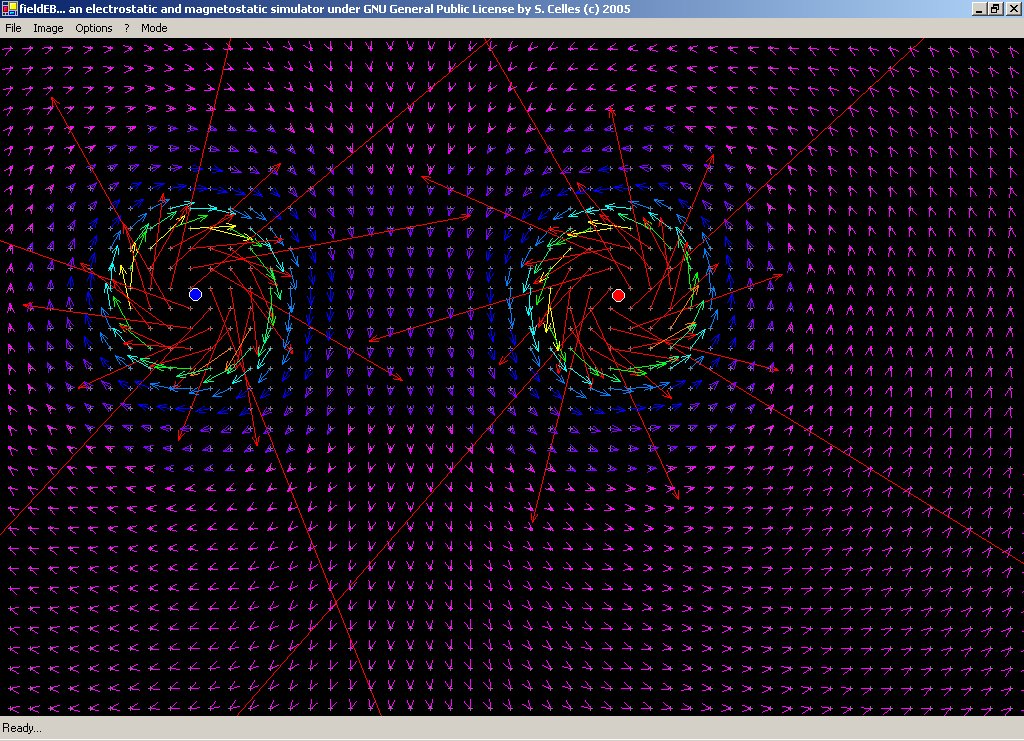 fieldEB... an electrostatic and magnetostatic simulator under GNU General Public License by S. Celles (c) 2005
File Image Options ? Mode
Ready...